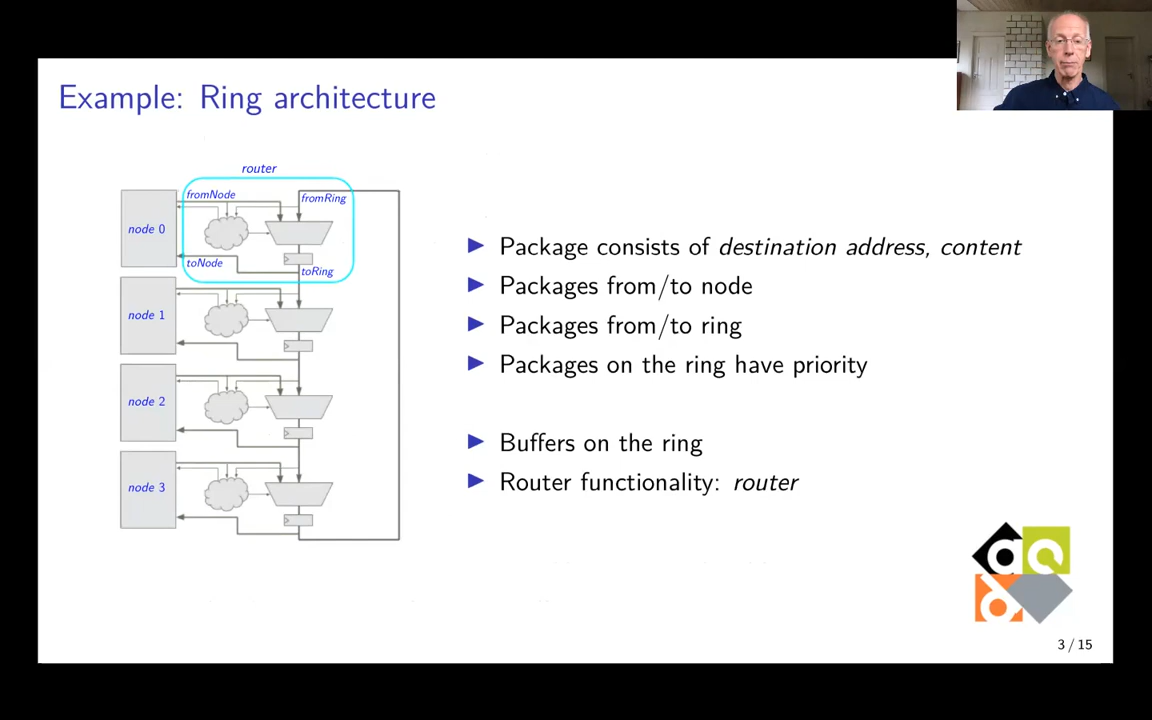 Example: Ring architecture
router
fromNode
fromRing
node 0
toNode
toRing
node 1
node 2
node 3
Package consists of destination address, content
Packages from/to node
Packages from/to ring
Packages on the ring have priority
Buffers on the ring
Router functionality: router
3 / 15